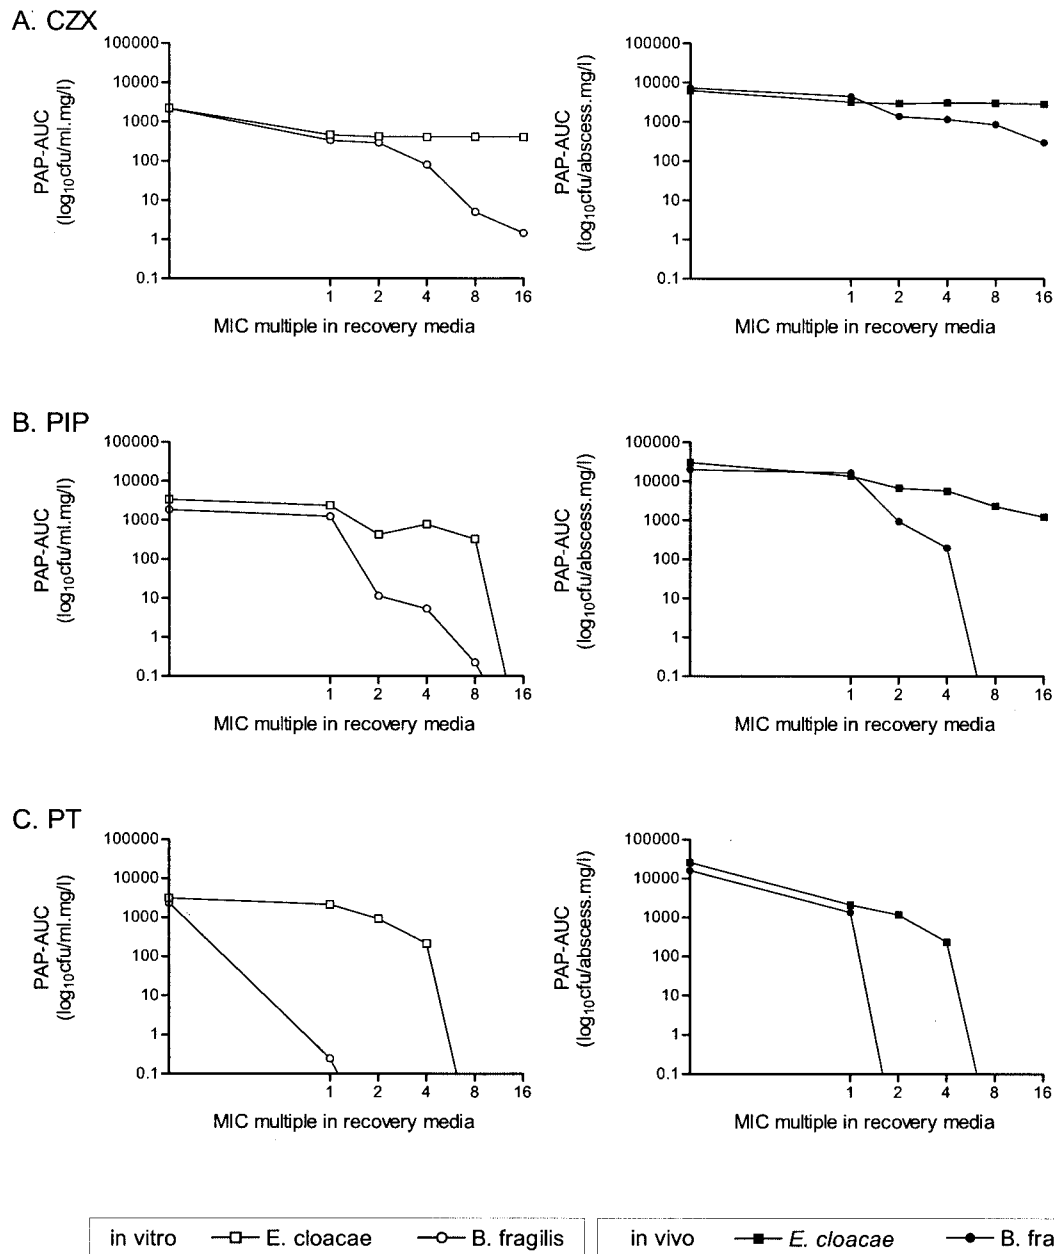 A. CZX
100000
10000
1000
100
10
1
0.1
PAP-AUC
(log₁₀cfu/ml.mg/l)
1 2 4 8 16
MIC multiple in recovery media
100000
10000
1000
100
10
1
0.1
PAP-AUC
(log₁₀cfu/abscess.mg/l)
1 2 4 8 16
MIC multiple in recovery media
B. PIP
100000
10000
1000
100
10
1
0.1
PAP-AUC
(log₁₀cfu/ml.mg/l)
1 2 4 8 16
MIC multiple in recovery media
100000
10000
1000
100
10
1
0.1
PAP-AUC
(log₁₀cfu/abscess.mg/l)
1 2 4 8 16
MIC multiple in recovery media
C. PT
100000
10000
1000
100
10
1
0.1
PAP-AUC
(log₁₀cfu/ml.mg/l)
1 2 4 8 16
MIC multiple in recovery media
100000
10000
1000
100
10
1
0.1
PAP-AUC
(log₁₀cfu/abscess.mg/l)
1 2 4 8 16
MIC multiple in recovery media
in vitro E. cloacae B. fragilis
in vivo E. cloacae B. fra